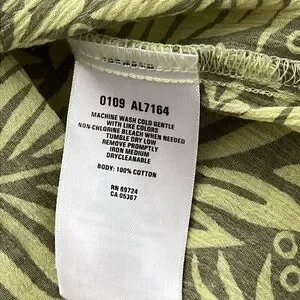 0109 AL7164
MACHINE WASH COLD GENTLE
WITH LIKE COLORS
NON CHLORINE BLEACH WHEN NEEDED
TUMBLE DRY LOW
REMOVE PROMPTLY
IRON MEDIUM
DRYCLEANABLE
BODY: 100% COTTON
RN 69724
CA 05367